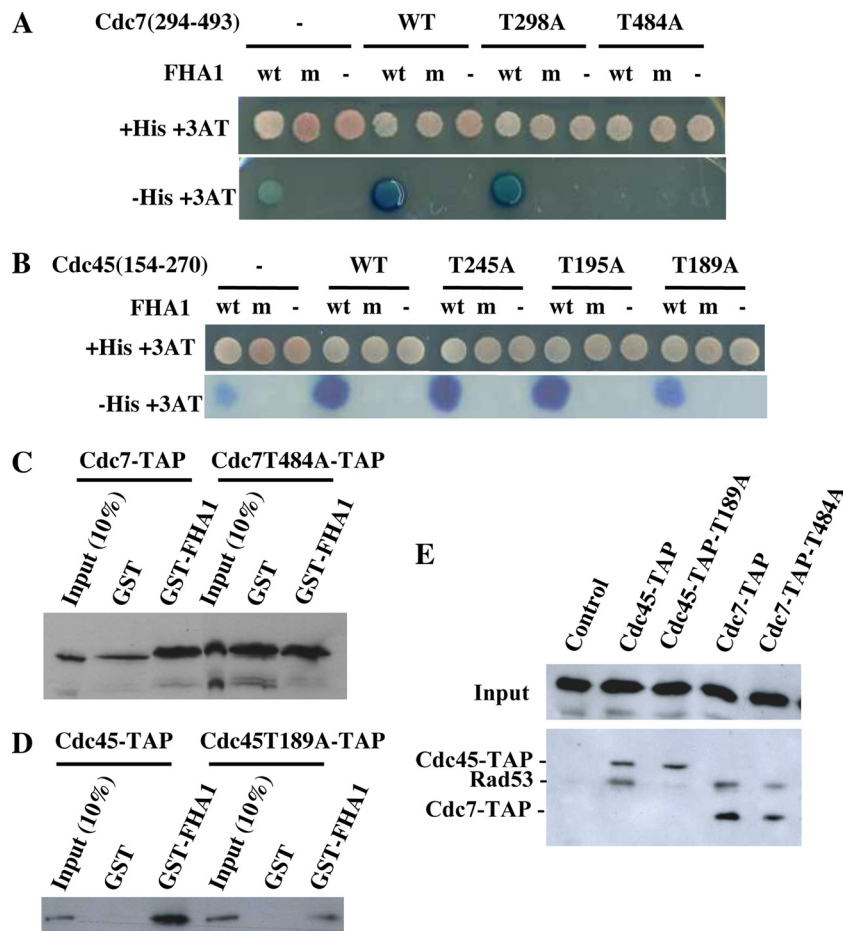 A
Cdc7(294-493) - WT T298A T484A
FHA1 wt m - wt m - wt m - wt m -
+His +3AT
-His +3AT
B
Cdc45(154-270) - WT T245A T195A T189A
FHA1 wt m - wt m - wt m - wt m - wt m -
+His +3AT
-His +3AT
C
Cdc7-TAP Cdc7T484A-TAP
Input (10%) GST GST-FHA1 Input (10%) GST GST-FHA1
D
Cdc45-TAP Cdc45T189A-TAP
Input (10%) GST GST-FHA1 Input (10%) GST GST-FHA1
E
Control Cdc45-TAP Cdc45-TAP-T189A Cdc7-TAP Cdc7-TAP-T484A
Input
Cdc45-TAP -
Rad53 -
Cdc7-TAP -